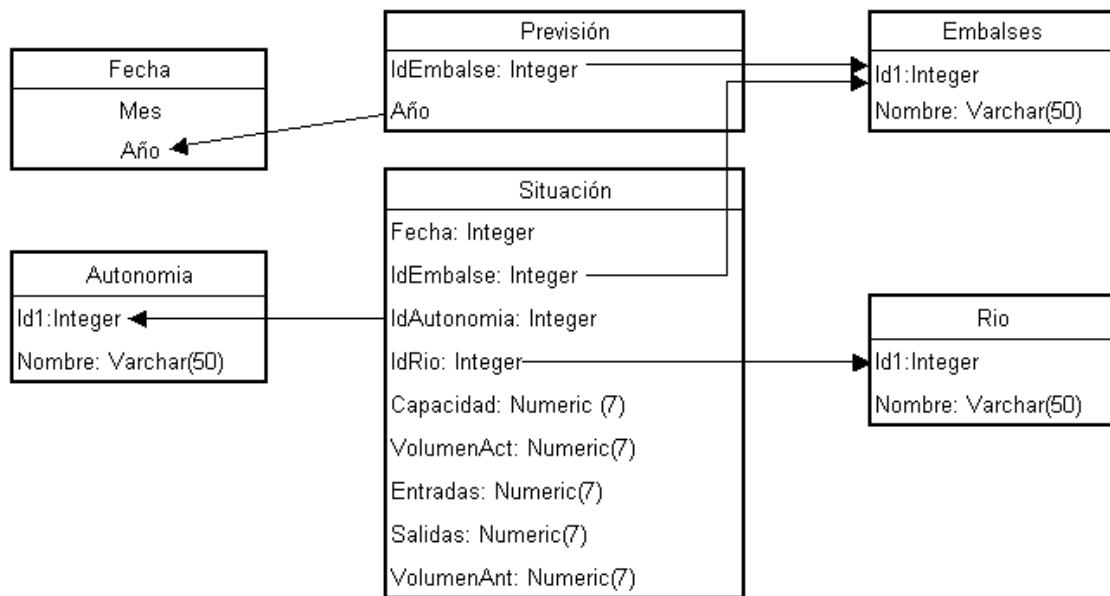 Fecha
Mes
Año
Previsión
IdEmbalse: Integer
Año
Embalses
Id1:Integer
Nombre: Varchar(50)
Autonomia
Id1:Integer
Nombre: Varchar(50)
Situación
Fecha: Integer
IdEmbalse: Integer
IdAutonomia: Integer
IdRio: Integer
Capacidad: Numeric (7)
VolumenAct: Numeric(7)
Entradas: Numeric(7)
Salidas: Numeric(7)
VolumenAnt: Numeric(7)
Rio
Id1:Integer
Nombre: Varchar(50)